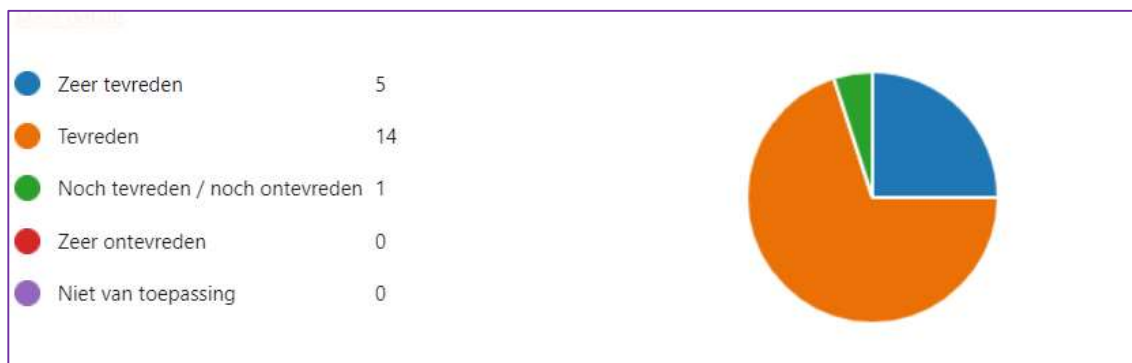 Zeer tevreden 5
Tevreden 14
Noch tevreden / noch ontevreden 1
Zeer ontevreden 0
Niet van toepassing 0